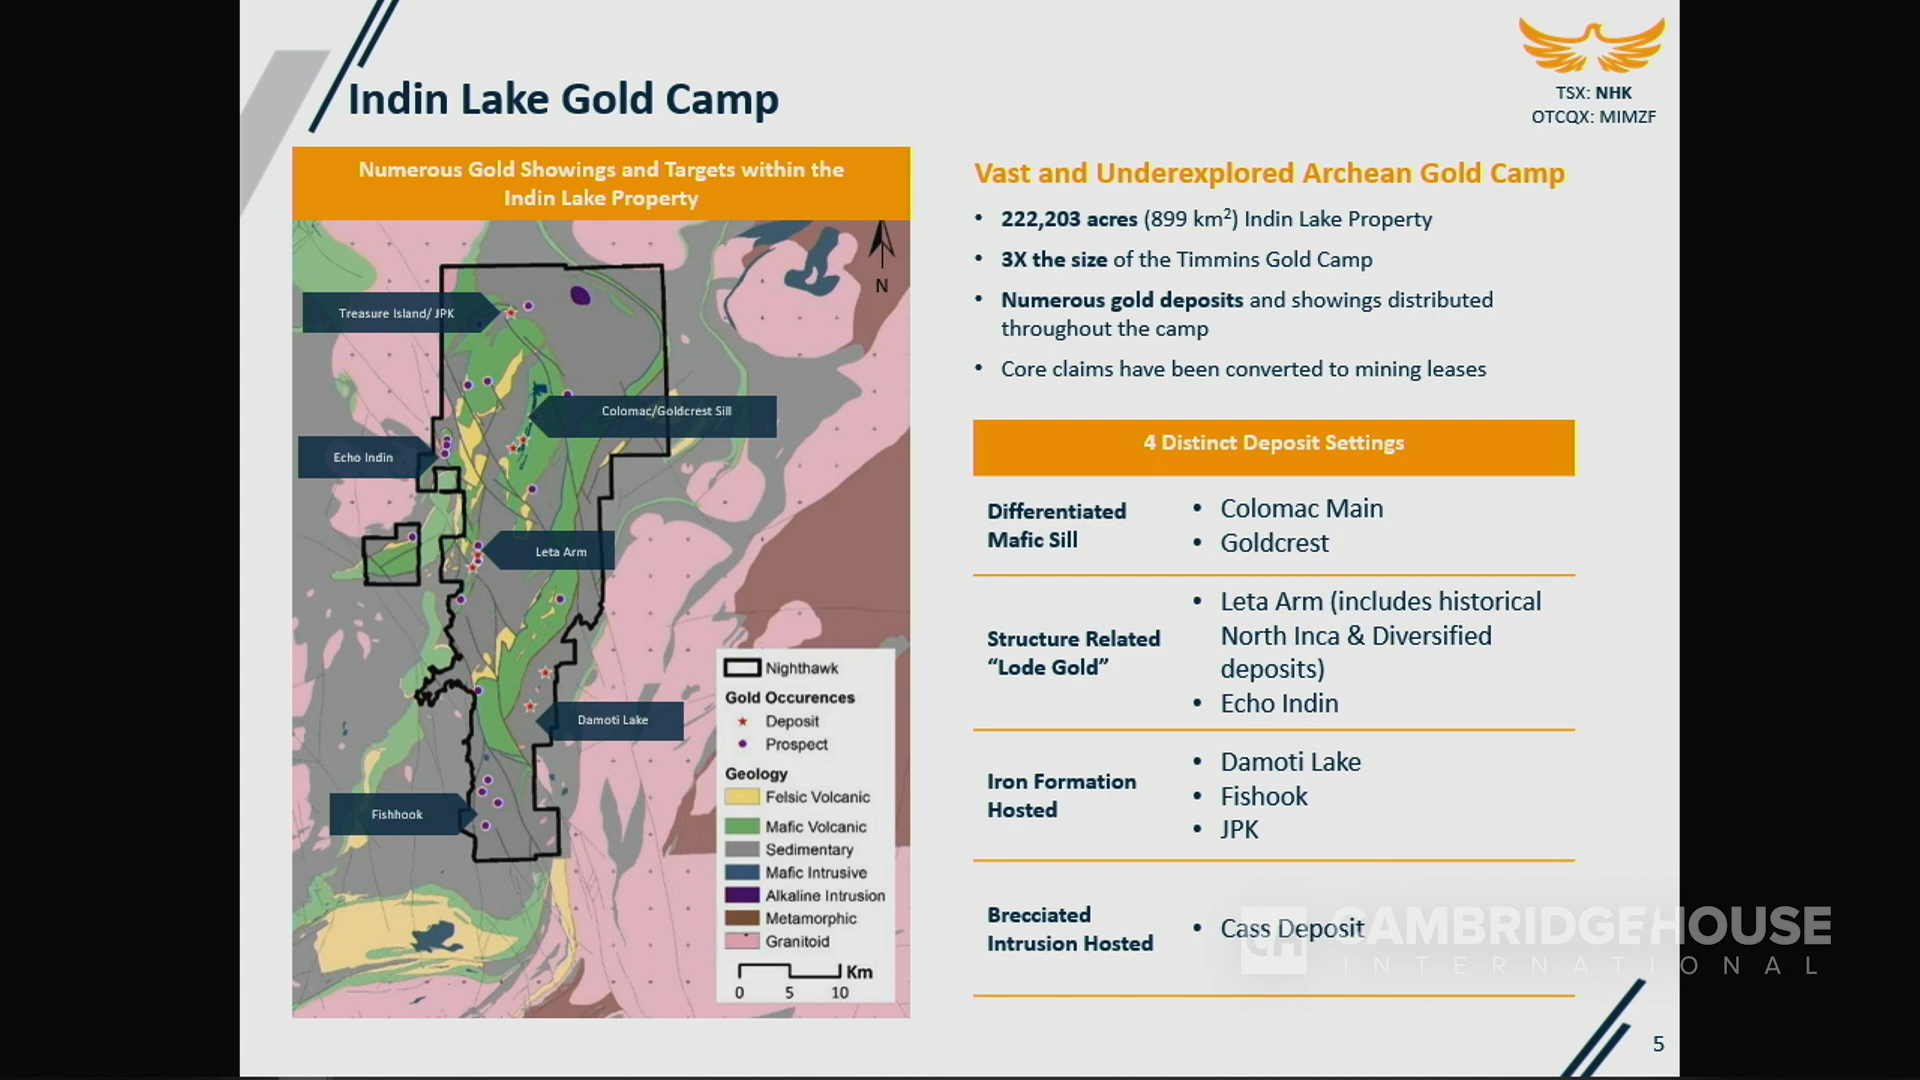 Indin Lake Gold Camp
TSX: NHK
OTCQX: MIMZF
Numerous Gold Showings and Targets within the
Indin Lake Property
N
Treasure Island/ JPK
Colomac/Goldcrest Sill
Echo Indin
Leta Arm
Damoti Lake
Fishhook
Nighthawk
Gold Occurences
Deposit
Prospect
Geology
Felsic Volcanic
Mafic Volcanic
Sedimentary
Mafic Intrusive
Alkaline Intrusion
Metamorphic
Granitoid
Km
0 5 10
Vast and Underexplored Archean Gold Camp
• 222,203 acres (899 km²) Indin Lake Property
• 3X the size of the Timmins Gold Camp
• Numerous gold deposits and showings distributed
throughout the camp
• Core claims have been converted to mining leases
4 Distinct Deposit Settings
Differentiated
Mafic Sill
• Colomac Main
• Goldcrest
Structure Related
“Lode Gold”
• Leta Arm (includes historical
North Inca & Diversified
deposits)
• Echo Indin
Iron Formation
Hosted
• Damoti Lake
• Fishook
• JPK
Brecciated
Intrusion Hosted
• Cass Deposit
CH CAMBRIDGEHOUSE
INTERNATIONAL
5